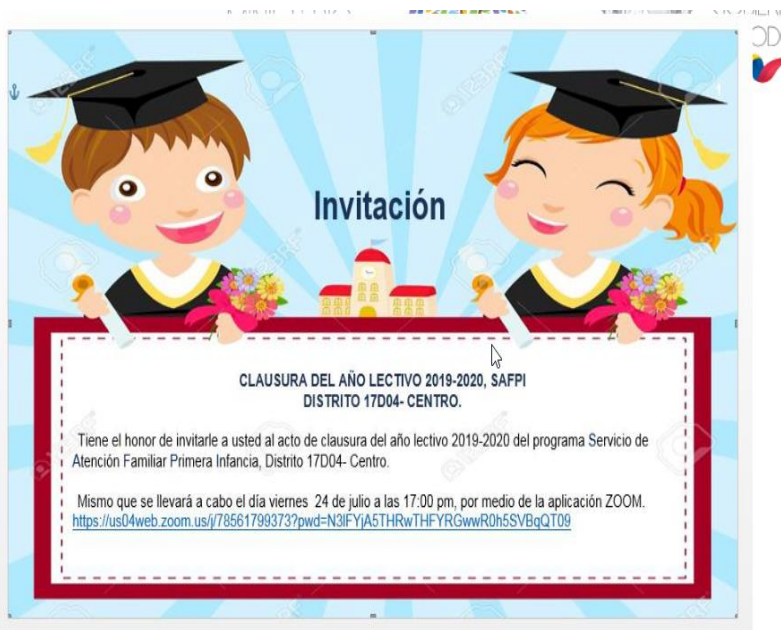 Invitación
CLAUSURA DEL AÑO LECTIVO 2019-2020, SAFPI
DISTRITO 17D04- CENTRO.
Tiene el honor de invitarle a usted al acto de clausura del año lectivo 2019-2020 del programa Servicio de
Atención Familiar Primera Infancia, Distrito 17D04- Centro.
Mismo que se llevará a cabo el día viernes 24 de julio a las 17:00 pm, por medio de la aplicación ZOOM.
https://us04web.zoom.us/j/78561799373?pwd=N3lFYjA5THRwTHFYRGwwR0h5SVBqQT09